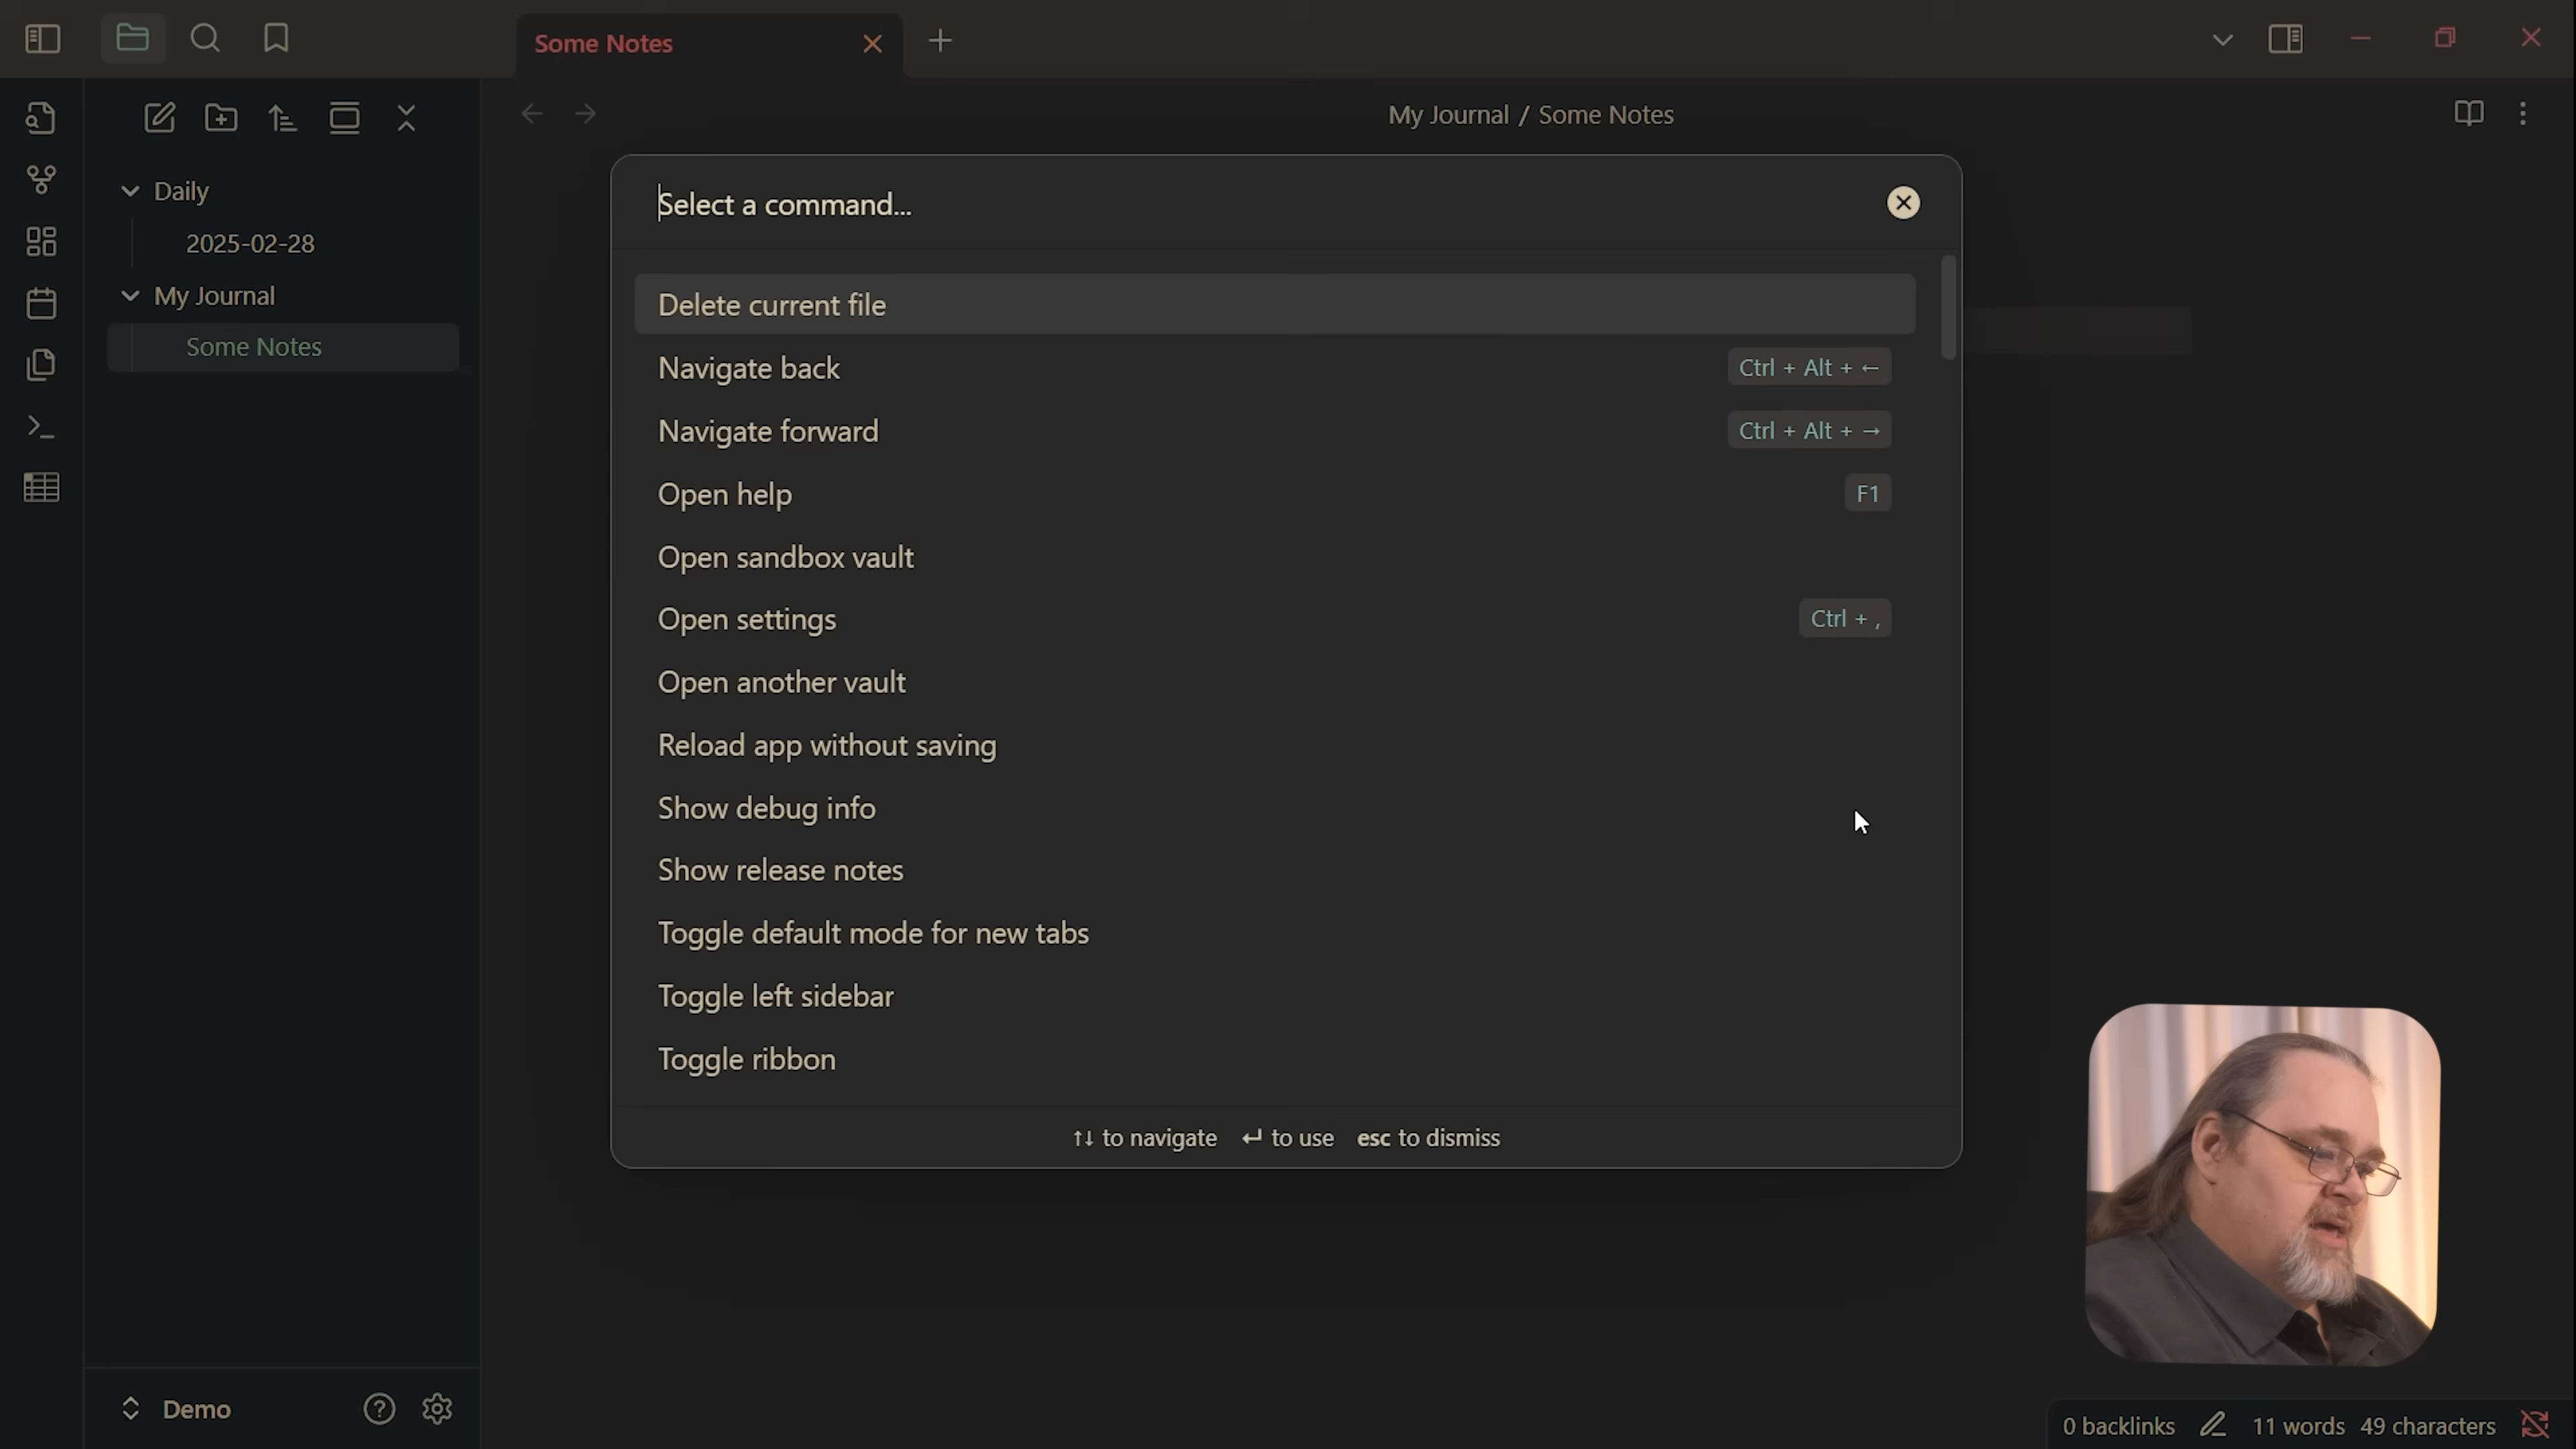 Some Notes
My Journal / Some Notes
Daily
2025-02-28
My Journal
Some Notes
Select a command...
Delete current file
Navigate back Ctrl + Alt + ←
Navigate forward Ctrl + Alt + →
Open help F1
Open sandbox vault
Open settings Ctrl + ,
Open another vault
Reload app without saving
Show debug info
Show release notes
Toggle default mode for new tabs
Toggle left sidebar
Toggle ribbon
↑↓ to navigate ↵ to use esc to dismiss
Demo
0 backlinks 11 words 49 characters